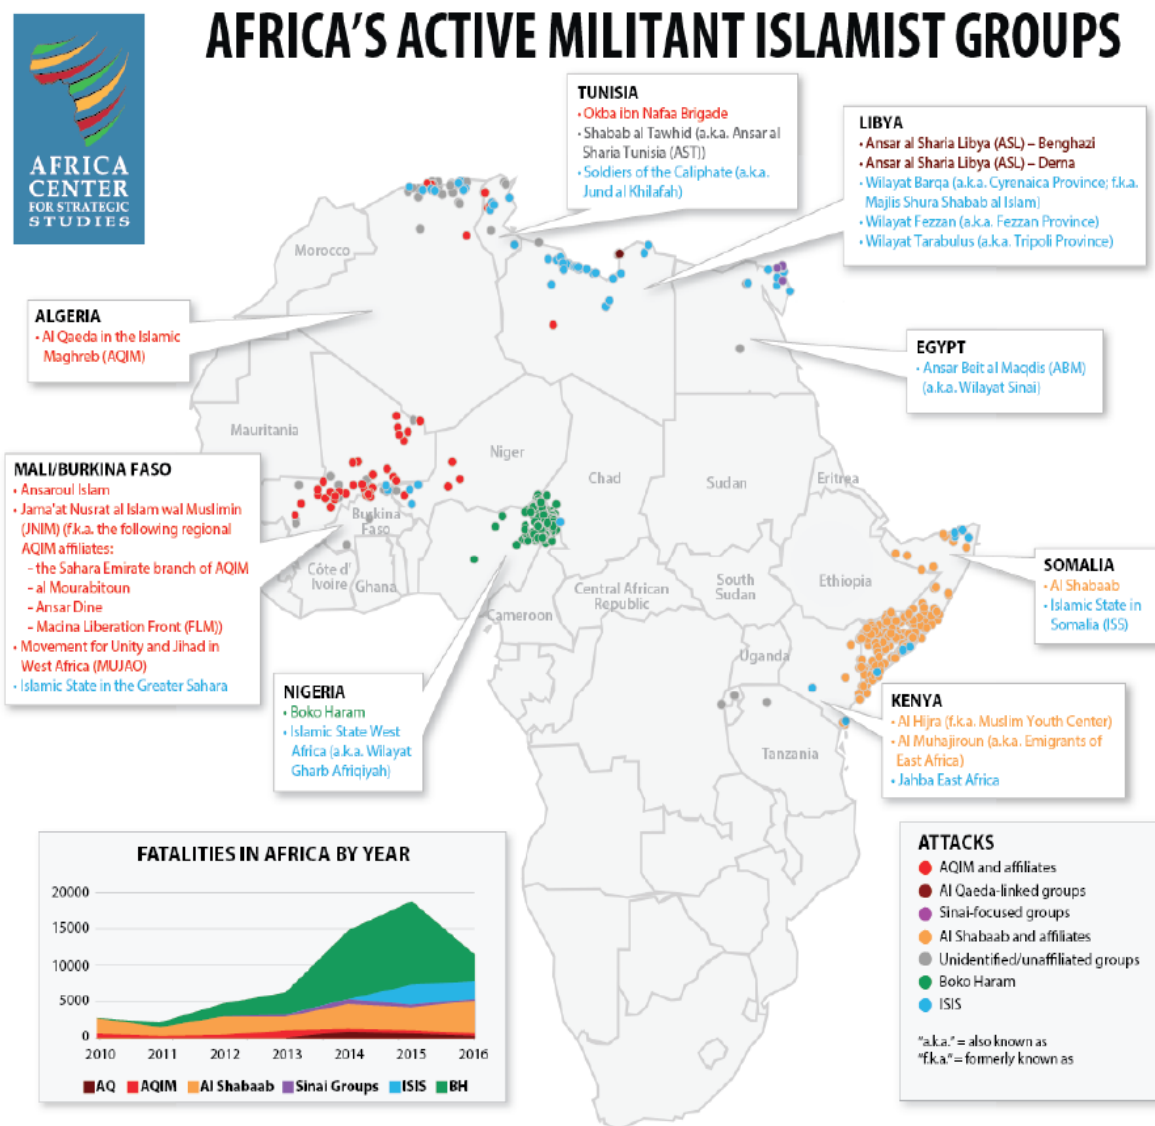 AFRICA'S ACTIVE MILITANT ISLAMIST GROUPS
AFRICA
CENTER
FOR STRATEGIC
STUDIES
TUNISIA
• Okba ibn Nafaa Brigade
• Shabab al Tawhid (a.k.a. Ansar al
Sharia Tunisia (AST))
• Soldiers of the Caliphate (a.k.a.
Jund al Khilafah)
LIBYA
• Ansar al Sharia Libya (ASL) – Benghazi
• Ansar al Sharia Libya (ASL) – Derna
• Wilayat Barqa (a.k.a. Cyrenaica Province; f.k.a.
Majlis Shura Shabab al Islam)
• Wilayat Fezzan (a.k.a. Fezzan Province)
• Wilayat Tarabulus (a.k.a. Tripoli Province)
Morocco
ALGERIA
• Al Qaeda in the Islamic
Maghreb (AQIM)
EGYPT
• Ansar Beit al Maqdis (ABM)
(a.k.a. Wilayat Sinai)
Mauritania
Niger
Chad
Sudan
Eritrea
MALI/BURKINA FASO
• Ansaroul Islam
• Jama'at Nusrat al Islam wal Muslimin
(JNIM) (f.k.a. the following regional
AQIM affiliates:
- the Sahara Emirate branch of AQIM
- al Mourabitoun
- Ansar Dine
- Macina Liberation Front (FLM))
• Movement for Unity and Jihad in
West Africa (MUJAO)
• Islamic State in the Greater Sahara
Burkina
Faso
Côte d'
Ivoire
Ghana
Cameroon
Central African
Republic
South
Sudan
Ethiopia
Uganda
Tanzania
SOMALIA
• Al Shabaab
• Islamic State in
Somalia (ISS)
NIGERIA
• Boko Haram
• Islamic State West
Africa (a.k.a. Wilayat
Gharb Afriqiyah)
KENYA
• Al Hijra (f.k.a. Muslim Youth Center)
• Al Muhajiroun (a.k.a. Emigrants of
East Africa)
• Jahba East Africa
FATALITIES IN AFRICA BY YEAR
20000
15000
10000
5000
0
2010 2011 2012 2013 2014 2015 2016
AQ AQIM Al Shabaab Sinai Groups ISIS BH
ATTACKS
AQIM and affiliates
Al Qaeda-linked groups
Sinai-focused groups
Al Shabaab and affiliates
Unidentified/unaffiliated groups
Boko Haram
ISIS
"a.k.a." = also known as
"f.k.a." = formerly known as